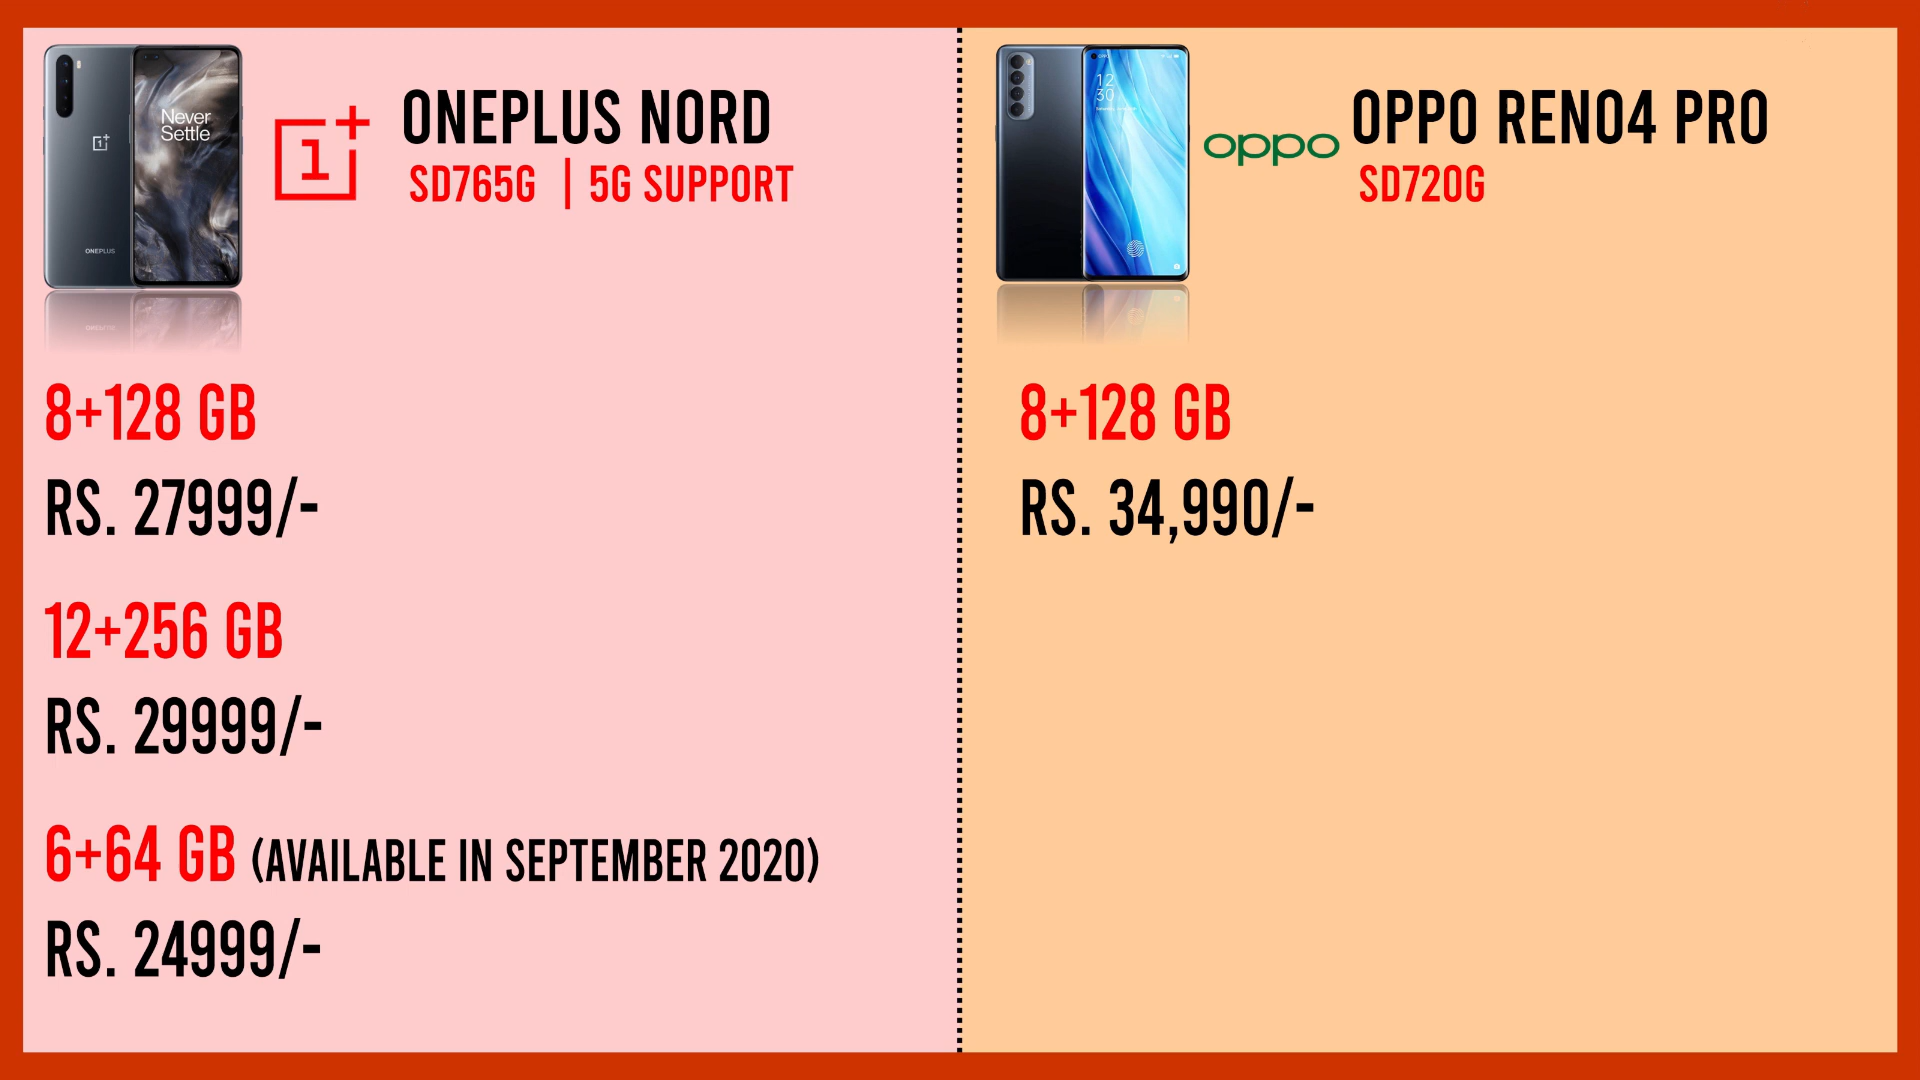 Never
Settle
ONEPLUS
ONEPLUS NORD
SD765G | 5G SUPPORT
8+128 GB
RS. 27999/-
12+256 GB
RS. 29999/-
6+64 GB (AVAILABLE IN SEPTEMBER 2020)
RS. 24999/-
12
30
oppo
OPPO RENO4 PRO
SD720G
8+128 GB
RS. 34,990/-